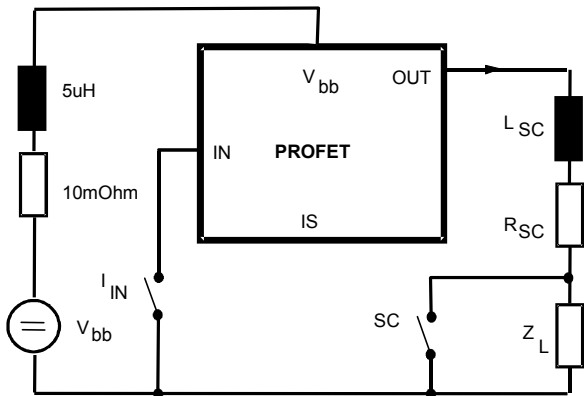 5uH
10mOhm
V bb
V bb
OUT
IN
PROFET
IS
I IN
SC
L SC
R SC
Z L